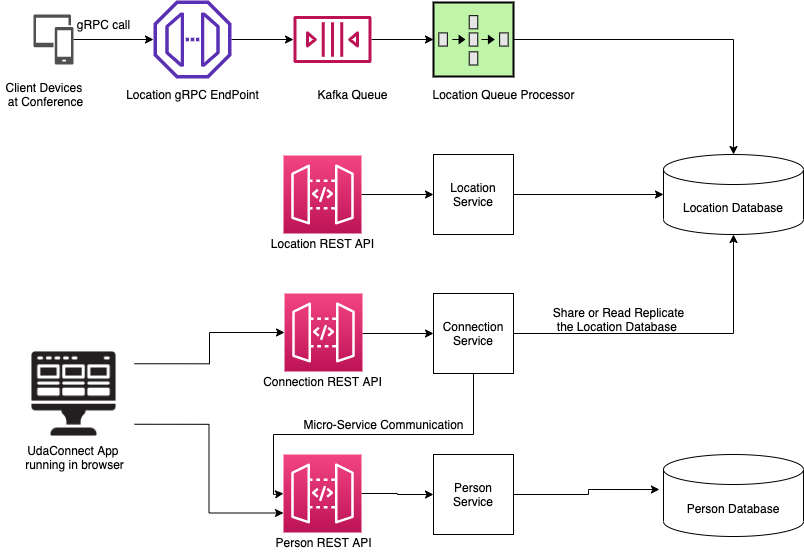 gRPC call
Client Devices
at Conference
Location gRPC EndPoint
Kafka Queue
Location Queue Processor
Location REST API
Location
Service
Location Database
Share or Read Replicate
the Location Database
Connection REST API
Connection
Service
Micro-Service Communication
UdaConnect App
running in browser
Person REST API
Person
Service
Person Database